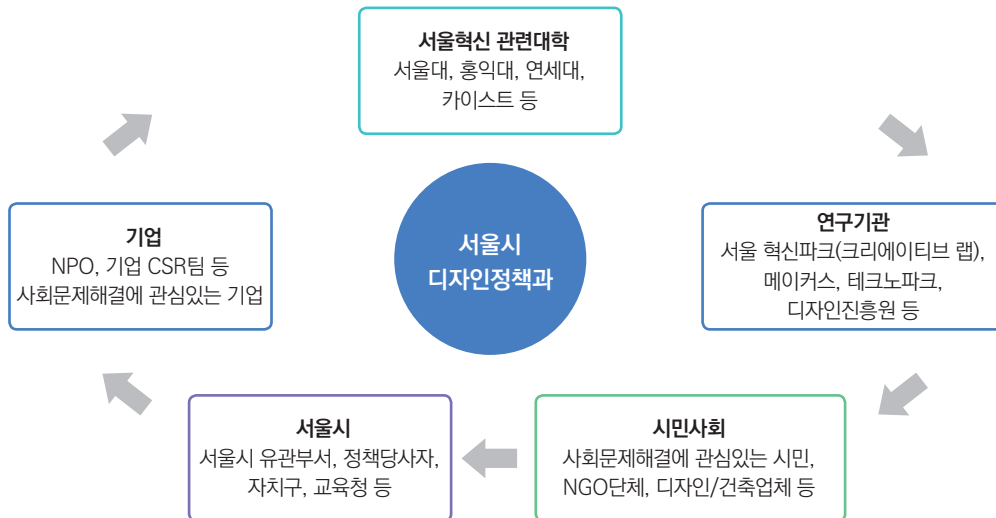 서울혁신 관련대학
서울대, 홍익대, 연세대,
카이스트 등
기업
NPO, 기업 CSR팀 등
사회문제해결에 관심있는 기업
서울시
디자인정책과
연구기관
서울 혁신파크(크리에이티브 랩),
메이커스, 테크노파크,
디자인진흥원 등
서울시
서울시 유관부서, 정책당사자,
자치구, 교육청 등
시민사회
사회문제해결에 관심있는 시민,
NGO단체, 디자인/건축업체 등